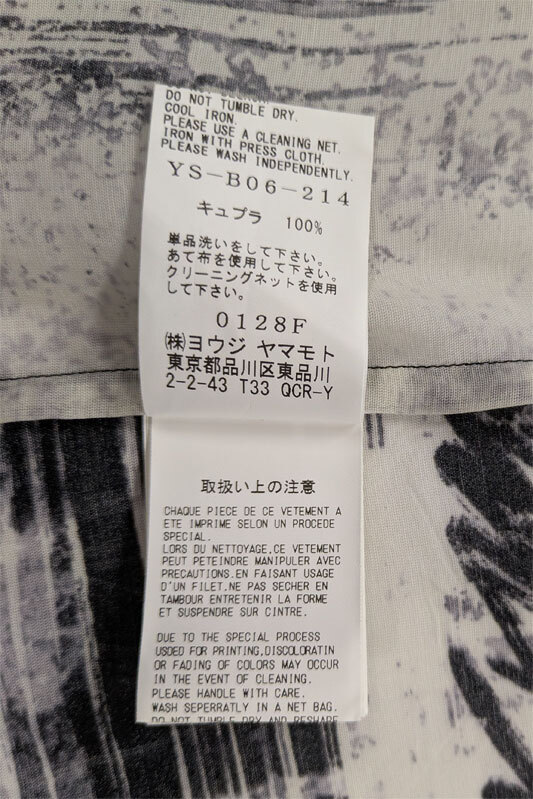 DO NOT TUMBLE DRY.
COOL IRON.
PLEASE USE A CLEANING NET.
IRON WITH PRESS CLOTH.
PLEASE WASH INDEPENDENTLY.
YS-B06-214
キュプラ 100%
単品洗いをして下さい。
あて布を使用して下さい。
クリーニングネットを使用
して下さい。
0128F
㈱ヨウジ ヤマモト
東京都品川区東品川
2-2-43 T33 QCR-Y
取扱い上の注意
CHAQUE PIECE DE CE VETEMENT A
ETE IMPRIME SELON UN PROCEDE
SPECIAL.
LORS DU NETTOYAGE,CE VETEMENT
PEUT PETEINDRE MANIPULER AVEC
PRECAUTIONS.EN FAISANT USAGE
D'UN FILET.NE PAS SECHER EN
TAMBOUR ENTRETENIR LA FORME
ET SUSPENDRE SUR CINTRE.
DUE TO THE SPECIAL PROCESS
USDED FOR PRINTING,DISCOLORATIN
OR FADING OF COLORS MAY OCCUR
IN THE EVENT OF CLEANING.
PLEASE HANDLE WITH CARE.
WASH SEPERRATLY IN A NET BAG.
DO NOT TUMBLE DRY AND RESHAPE